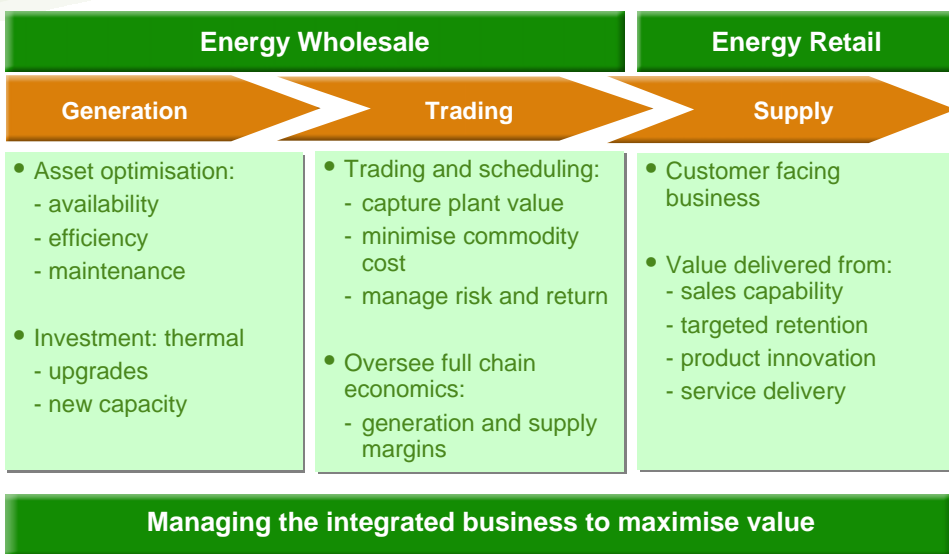 Energy Wholesale
Energy Retail
Generation
Trading
Supply
• Asset optimisation:
- availability
- efficiency
- maintenance
• Investment: thermal
- upgrades
- new capacity
• Trading and scheduling:
- capture plant value
- minimise commodity
cost
- manage risk and return
• Oversee full chain
economics:
- generation and supply
margins
• Customer facing
business
• Value delivered from:
- sales capability
- targeted retention
- product innovation
- service delivery
Managing the integrated business to maximise value